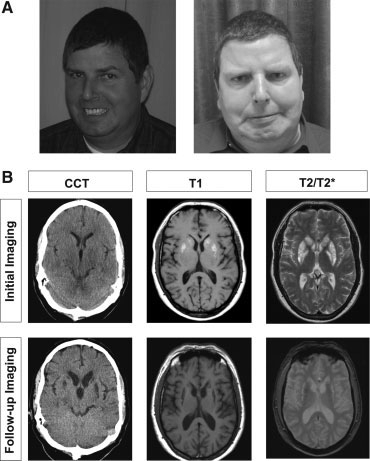 A
B
CCT
T1
T2/T2*
Initial Imaging
Follow-up Imaging